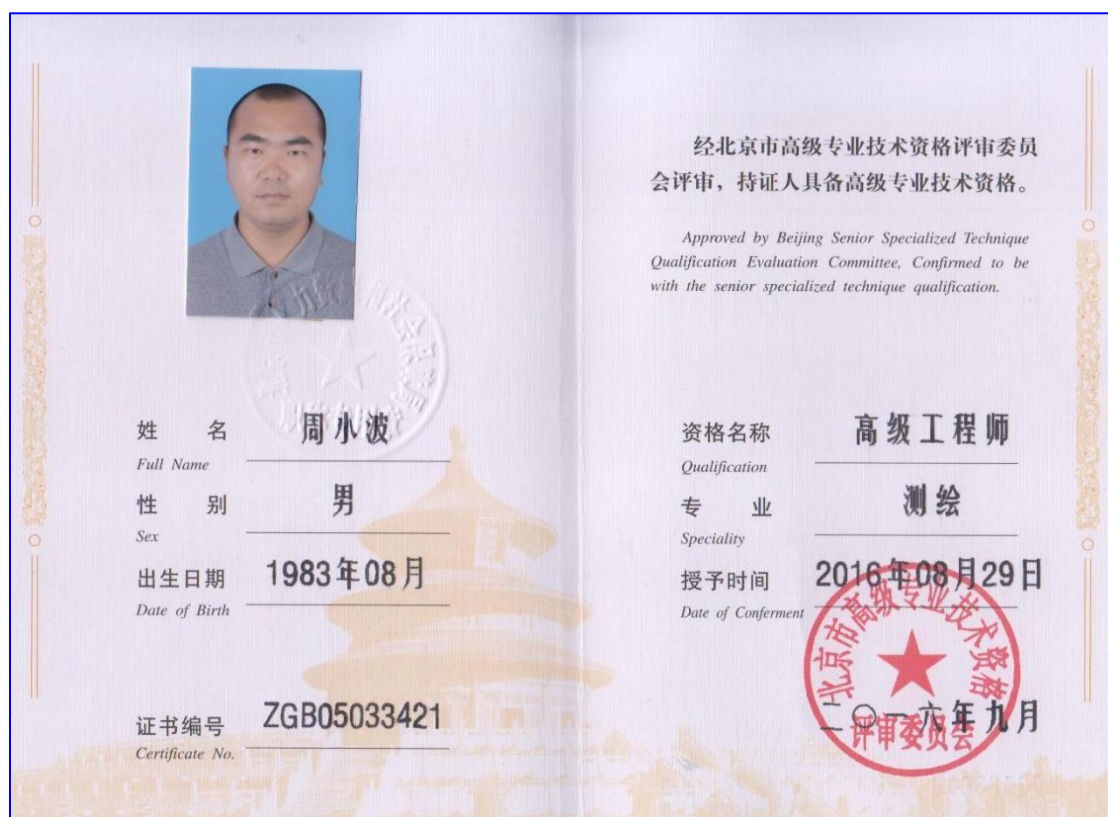 姓 名 周小波
Full Name
性 别 男
Sex
出生日期 1983年08月
Date of Birth
证书编号 ZGB05033421
Certificate No.
经北京市高级专业技术资格评审委员
会评审，持证人具备高级专业技术资格。
Approved by Beijing Senior Specialized Technique
Qualification Evaluation Committee, Confirmed to be
with the senior specialized technique qualification.
资格名称 高级工程师
Qualification
专 业 测绘
Speciality
授予时间 2016年08月29日
Date of Conferment
北京市高级专业技术资格
评审委员会
二〇一六年九月